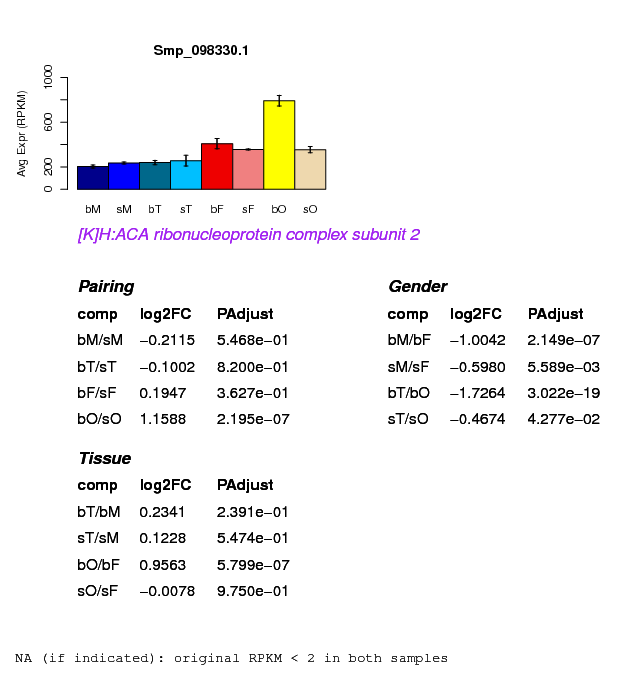 Smp_098330.1
Avg Expr (RPKM)
1000
600
200
0
bM sM bT sT bF sF bO sO
[K]H:ACA ribonucleoprotein complex subunit 2
Pairing
comp log2FC PAdjust
bM/sM −0.2115 5.468e−01
bT/sT −0.1002 8.200e−01
bF/sF 0.1947 3.627e−01
bO/sO 1.1588 2.195e−07
Gender
comp log2FC PAdjust
bM/bF −1.0042 2.149e−07
sM/sF −0.5980 5.589e−03
bT/bO −1.7264 3.022e−19
sT/sO −0.4674 4.277e−02
Tissue
comp log2FC PAdjust
bT/bM 0.2341 2.391e−01
sT/sM 0.1228 5.474e−01
bO/bF 0.9563 5.799e−07
sO/sF −0.0078 9.750e−01
NA (if indicated): original RPKM < 2 in both samples